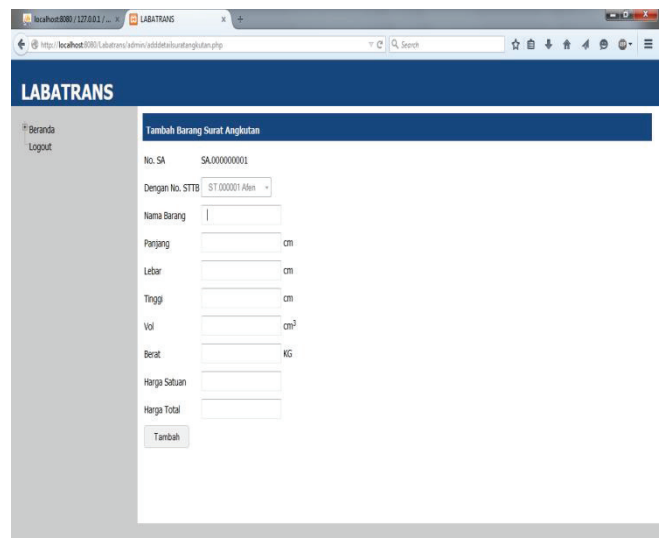 localhost:8080 / 127.0.0.1 / ... x
LABATRANS x +
http://localhost:8080/Labatrans/admin/adddetailsuratangkutan.php
Search
LABATRANS
Beranda
Logout
Tambah Barang Surat Angkutan
No. SA SA.000000001
Dengan No. STTB ST.000001 Afen
Nama Barang
Panjang cm
Lebar cm
Tinggi cm
Vol cm³
Berat KG
Harga Satuan
Harga Total
Tambah